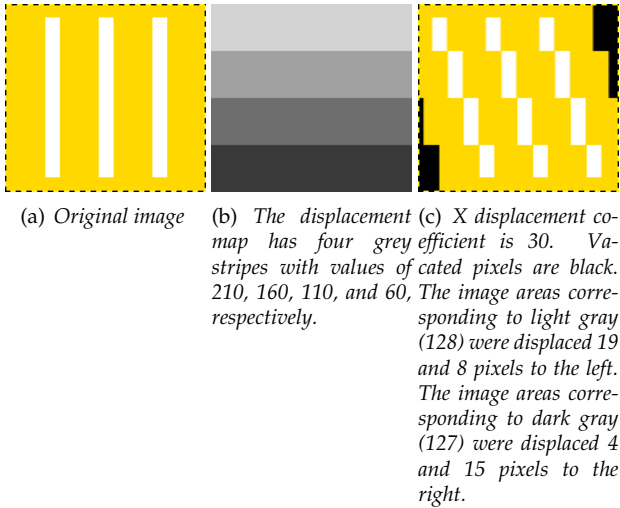 (a) Original image
(b) The displacement
map has four grey
stripes with values of
210, 160, 110, and 60,
respectively.
(c) X displacement co-
efficient is 30. Va-
cated pixels are black.
The image areas corre-
sponding to light gray
(128) were displaced 19
and 8 pixels to the left.
The image areas corre-
sponding to dark gray
(127) were displaced 4
and 15 pixels to the
right.